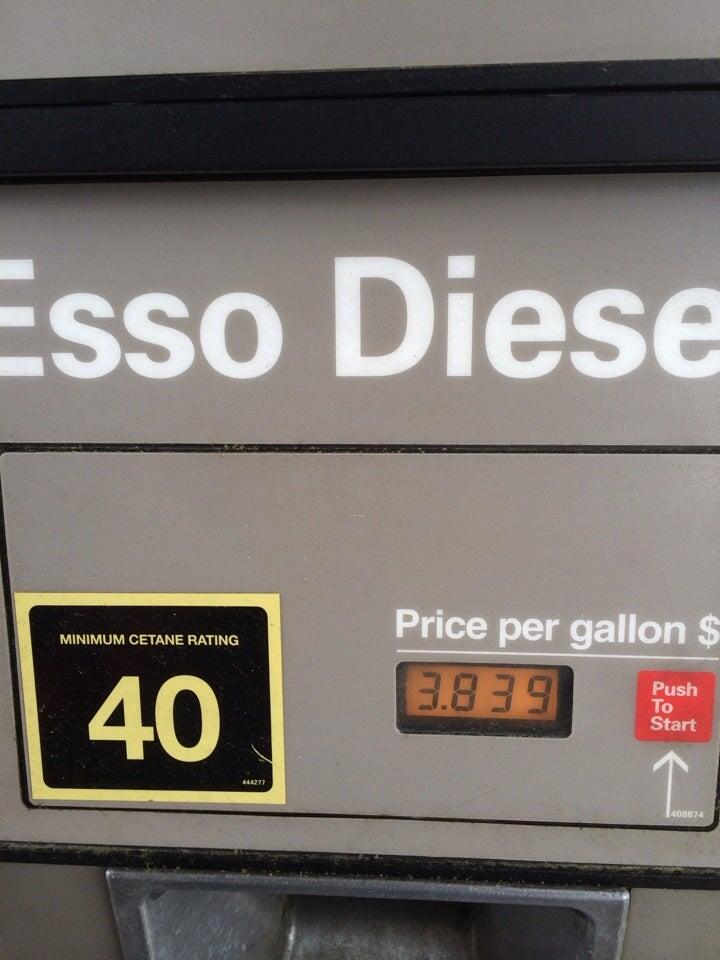 Esso Diese
MINIMUM CETANE RATING
40
444277
Price per gallon $
3.839
Push
To
Start
408874